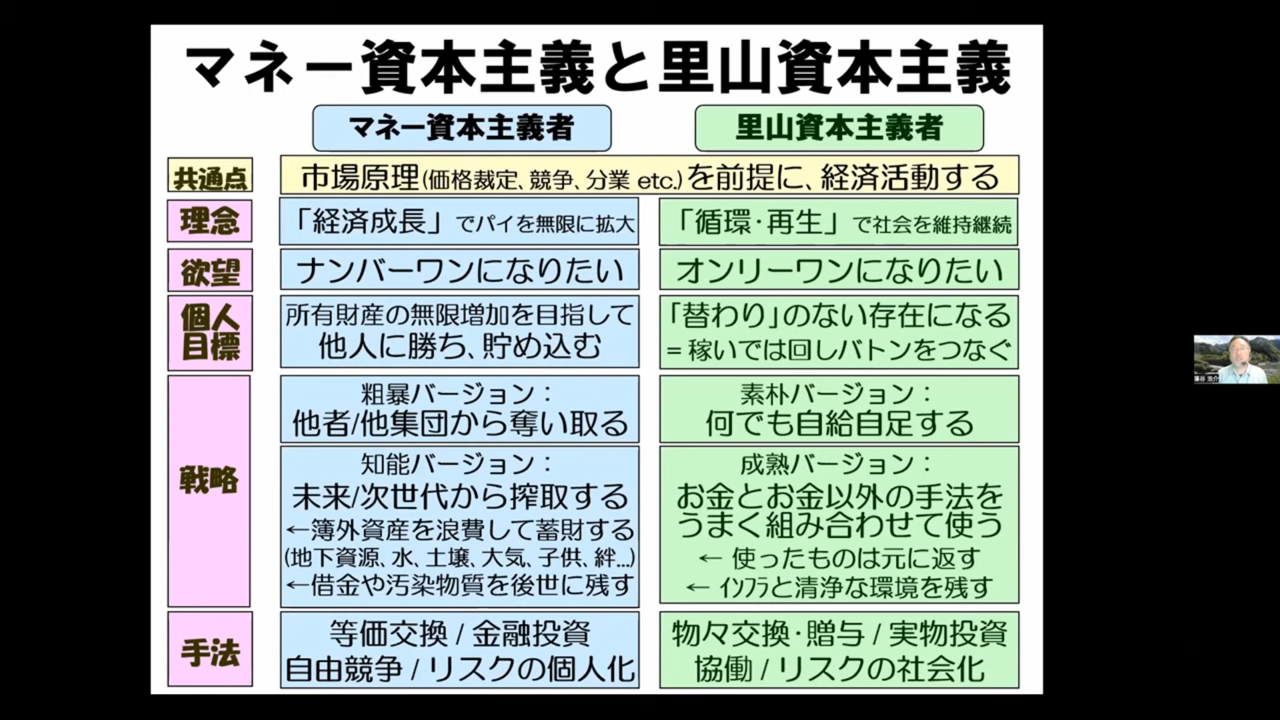 マネー資本主義と里山資本主義
マネー資本主義者
里山資本主義者
共通点
市場原理(価格裁定、競争、分業 etc.)を前提に、経済活動する
理念
「経済成長」でパイを無限に拡大
「循環・再生」で社会を維持継続
欲望
ナンバーワンになりたい
オンリーワンになりたい
個人
目標
所有財産の無限増加を目指して
他人に勝ち、貯め込む
「替わり」のない存在になる
=稼いでは回しバトンをつなぐ
戦略
粗暴バージョン：
他者/他集団から奪い取る
素朴バージョン：
何でも自給自足する
知能バージョン：
未来/次世代から搾取する
←簿外資産を浪費して蓄財する
(地下資源、水、土壌、大気、子供、絆...)
←借金や汚染物質を後世に残す
成熟バージョン：
お金とお金以外の手法を
うまく組み合わせて使う
← 使ったものは元に返す
← ｲﾝﾌﾗと清浄な環境を残す
手法
等価交換 / 金融投資
自由競争 / リスクの個人化
物々交換・贈与 / 実物投資
協働 / リスクの社会化
藻谷 浩介